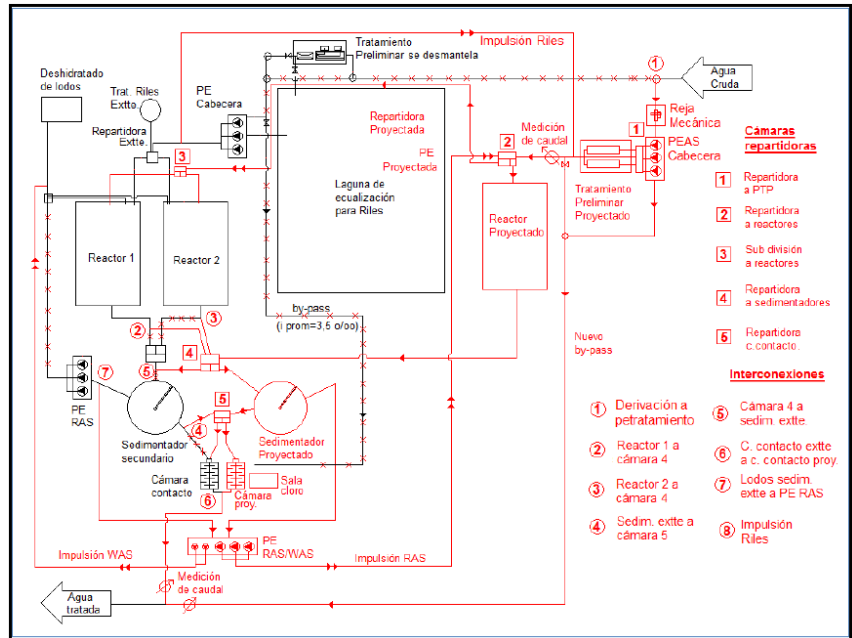 Tratamiento
Preliminar se desmantela
Impulsión Riles
Agua
Cruda
1
Deshidratado
de lodos
Trat. Riles
Extte.
PE
Cabecera
Repartidora
Extte.
3
Repartidora
Proyectada
PE
Proyectada
Laguna de
ecualización
para Riles
2
Medición
de caudal
1
Reja
Mecánica
PEAS
Cabecera
Tratamiento
Preliminar
Proyectado
Reactor
Proyectado
Reactor 1
Reactor 2
by-pass
(i prom=3,5 o/oo)
Nuevo
by-pass
2
3
4
5
7
PE
RAS
Sedimentador
secundario
5
4
Sedimentador
Proyectado
Cámara
contacto
6
Cámara
proy.
Sala
cloro
PE
RAS/WAS
Impulsión WAS
Impulsión RAS
Medición
de caudal
Agua
tratada
Cámaras
repartidoras
1 Repartidor
a PTP
2 Repartidora
a reactores
3 Sub división
a reactores
4 Repartidora
a sedimentadores
5 Repartidora
c.contacto.
Interconexiones
1 Derivación a
petratamiento
2 Reactor 1 a
cámara 4
3 Reactor 2 a
cámara 4
4 Sedim. extte a
cámara 5
5 Cámara 4 a
sedim. extte
6 C. contacto extte
a c. contacto proy.
7 Lodos sedim.
extte a PE RAS
8 Impulsión
Riles